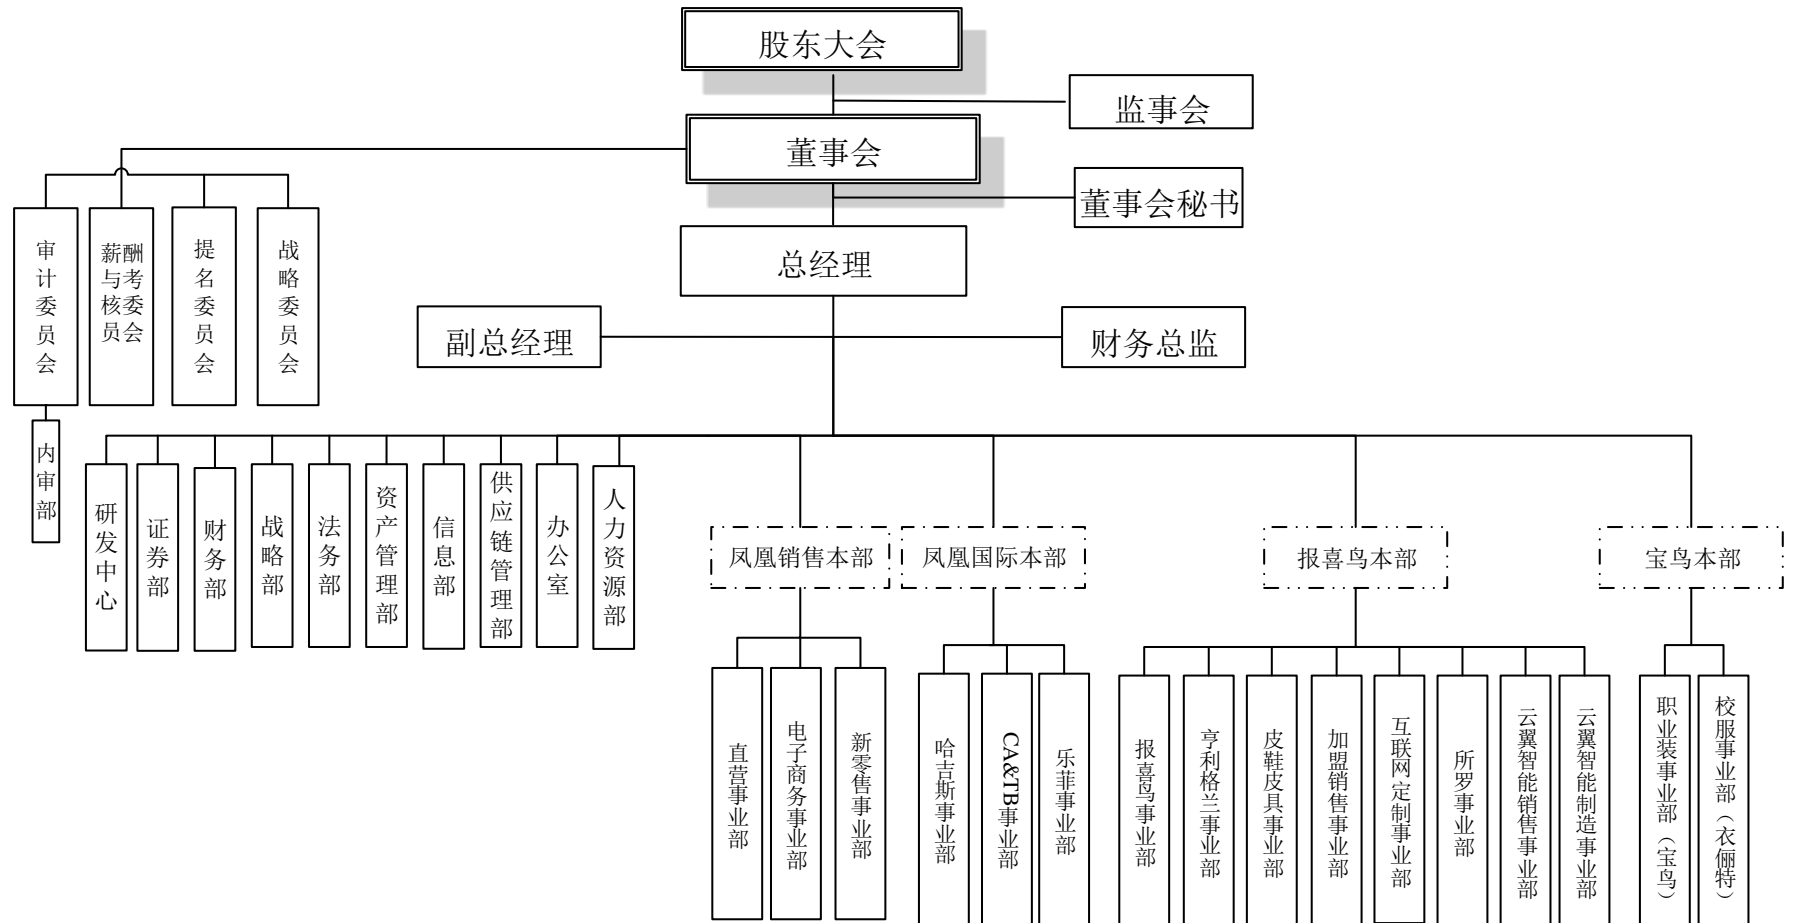 股东大会
监事会
董事会
董事会秘书
总经理
副总经理
财务总监
审计委员会
薪酬与考核委员会
提名委员会
战略委员会
内审部
研发中心
证券部
财务部
战略部
法务部
资产管理部
信息部
供应链管理部
办公室
人力资源部
凤凰销售本部
凤凰国际本部
报喜鸟本部
宝鸟本部
直营事业部
电子商务事业部
新零售事业部
哈吉斯事业部
CA&TB事业部
乐菲事业部
报喜鸟事业部
亨利格兰事业部
皮鞋皮具事业部
加盟销售事业部
互联网定制事业部
所罗事业部
云翼智能销售事业部
云翼智能制造事业部
职业装事业部（宝鸟）
校服事业部（衣俪特）